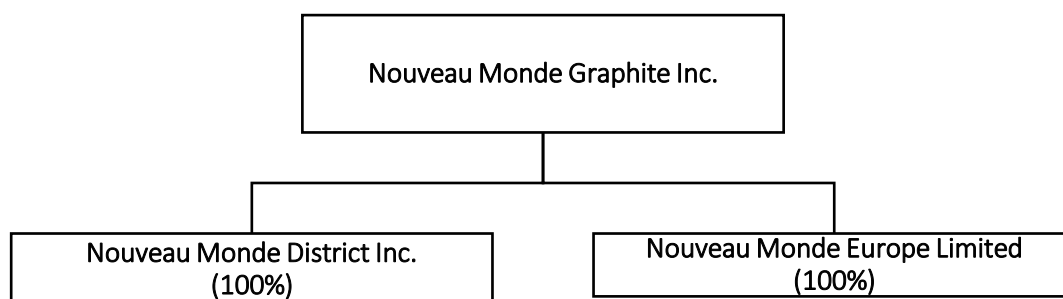 Nouveau Monde Graphite Inc.
Nouveau Monde District Inc.
(100%)
Nouveau Monde Europe Limited
(100%)